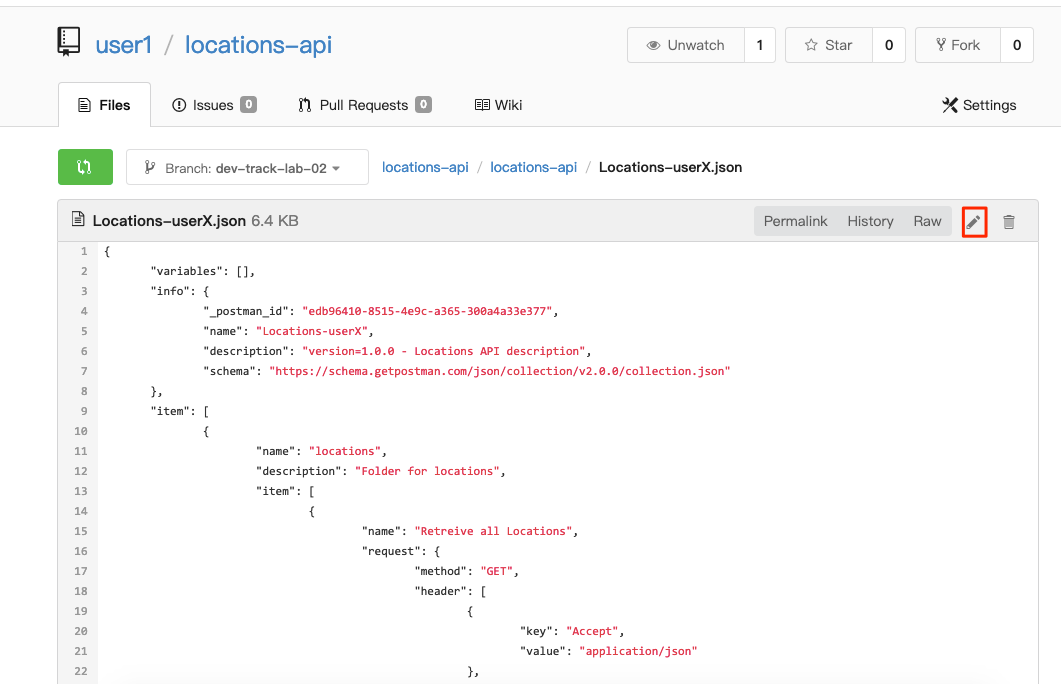 user1 / locations-api
Unwatch 1 Star 0 Fork 0
Files Issues 0 Pull Requests 0 Wiki Settings
Branch: dev-track-lab-02 locations-api / locations-api / Locations-userX.json
Locations-userX.json 6.4 KB Permalink History Raw
1 {
2 "variables": [],
3 "info": {
4 "_postman_id": "edb96410-8515-4e9c-a365-300a4a33e377",
5 "name": "Locations-userX",
6 "description": "version=1.0.0 - Locations API description",
7 "schema": "https://schema.getpostman.com/json/collection/v2.0.0/collection.json"
8 },
9 "item": [
10 {
11 "name": "locations",
12 "description": "Folder for locations",
13 "item": [
14 {
15 "name": "Retreive all Locations",
16 "request": {
17 "method": "GET",
18 "header": [
19 {
20 "key": "Accept",
21 "value": "application/json"
22 },